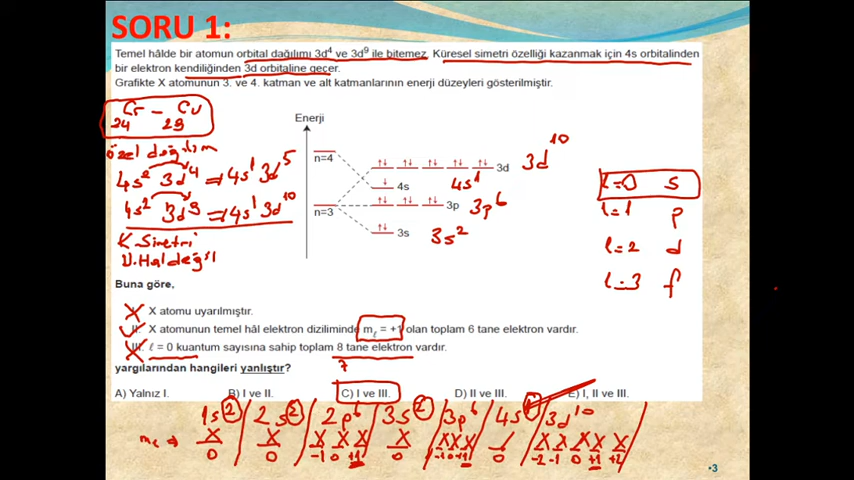 SORU 1:
Temel hâlde bir atomun orbital dağılımı 3d⁴ ve 3d⁹ ile bitemez. Küresel simetri özelliği kazanmak için 4s orbitalinden
bir elektron kendiliğinden 3d orbitaline geçer.
Grafikte X atomunun 3. ve 4. katman ve alt katmanlarının enerji düzeyleri gösterilmiştir.
Cr - Cu
24 29
özel dağılım
4s² 3d⁴ ⇒ 4s¹ 3d⁵
4s² 3d⁹ ⇒ 4s¹ 3d¹⁰
K. Simetri
U. Hal değil
Enerji
n=4
3d 3d¹⁰
4s 4s¹
n=3
3p 3p⁶
3s 3s²
l=0 s
l=1 p
l=2 d
l=3 f
Buna göre,
I. X atomu uyarılmıştır.
II. X atomunun temel hâl elektron diziliminde mℓ = +1 olan toplam 6 tane elektron vardır.
III. ℓ = 0 kuantum sayısına sahip toplam 8 tane elektron vardır.
7
yargılarından hangileri yanlıştır?
A) Yalnız I. B) I ve II. C) I ve III. D) II ve III. E) I, II ve III.
1s² / 2s² / 2p⁶ / 3s² / 3p⁶ / 4s¹ / 3d¹⁰
mℓ ⇒ 0 0 -1 0 +1 0 -1 0 +1 0 -2 -1 0 +1 +2
•3